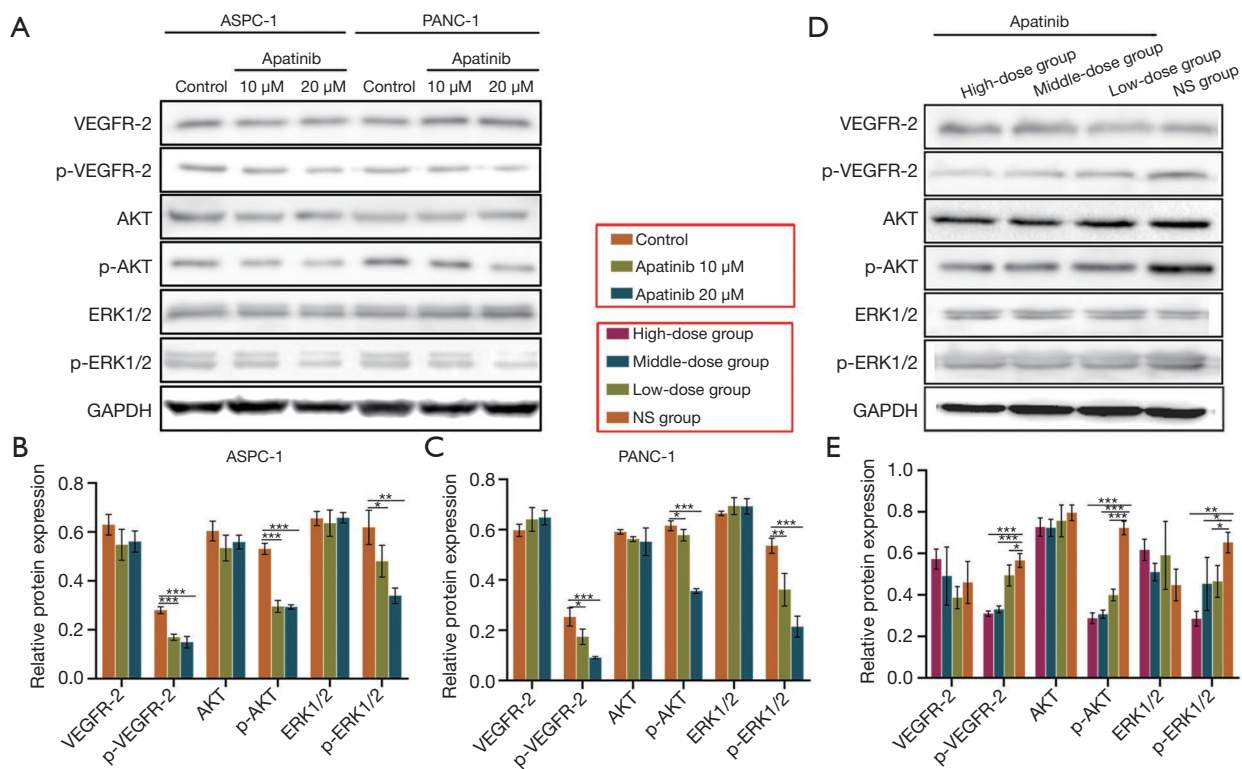 A
ASPC-1
PANC-1
Apatinib
Apatinib
Control
10 µM
20 µM
Control
10 µM
20 µM
VEGFR-2
p-VEGFR-2
AKT
p-AKT
ERK1/2
p-ERK1/2
GAPDH
Control
Apatinib 10 µM
Apatinib 20 µM
High-dose group
Middle-dose group
Low-dose group
NS group
D
Apatinib
High-dose group
Middle-dose group
Low-dose group
NS group
VEGFR-2
p-VEGFR-2
AKT
p-AKT
ERK1/2
p-ERK1/2
GAPDH
B
ASPC-1
Relative protein expression
0.8
0.6
0.4
0.2
0.0
***
***
***
***
**
*
VEGFR-2
p-VEGFR-2
AKT
p-AKT
ERK1/2
p-ERK1/2
C
PANC-1
Relative protein expression
0.8
0.6
0.4
0.2
0.0
***
*
***
*
***
**
VEGFR-2
p-VEGFR-2
AKT
p-AKT
ERK1/2
p-ERK1/2
E
Relative protein expression
1.0
0.8
0.6
0.4
0.2
0.0
***
***
*
***
***
***
**
*
*
VEGFR-2
p-VEGFR-2
AKT
p-AKT
ERK1/2
p-ERK1/2